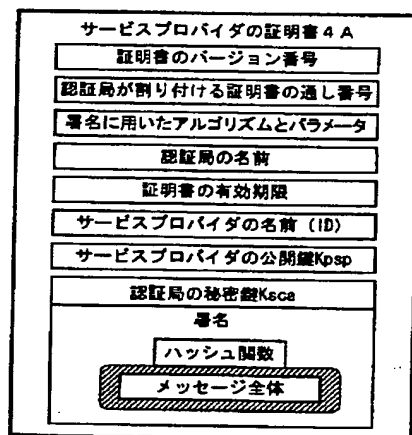 サービスプロバイダの証明書4A
証明書のバージョン番号
認証局が割り付ける証明書の通し番号
署名に用いたアルゴリズムとパラメータ
認証局の名前
証明書の有効期限
サービスプロバイダの名前(ID)
サービスプロバイダの公開鍵Kpsp
認証局の秘密鍵Ksca
署名
ハッシュ関数
メッセージ全体